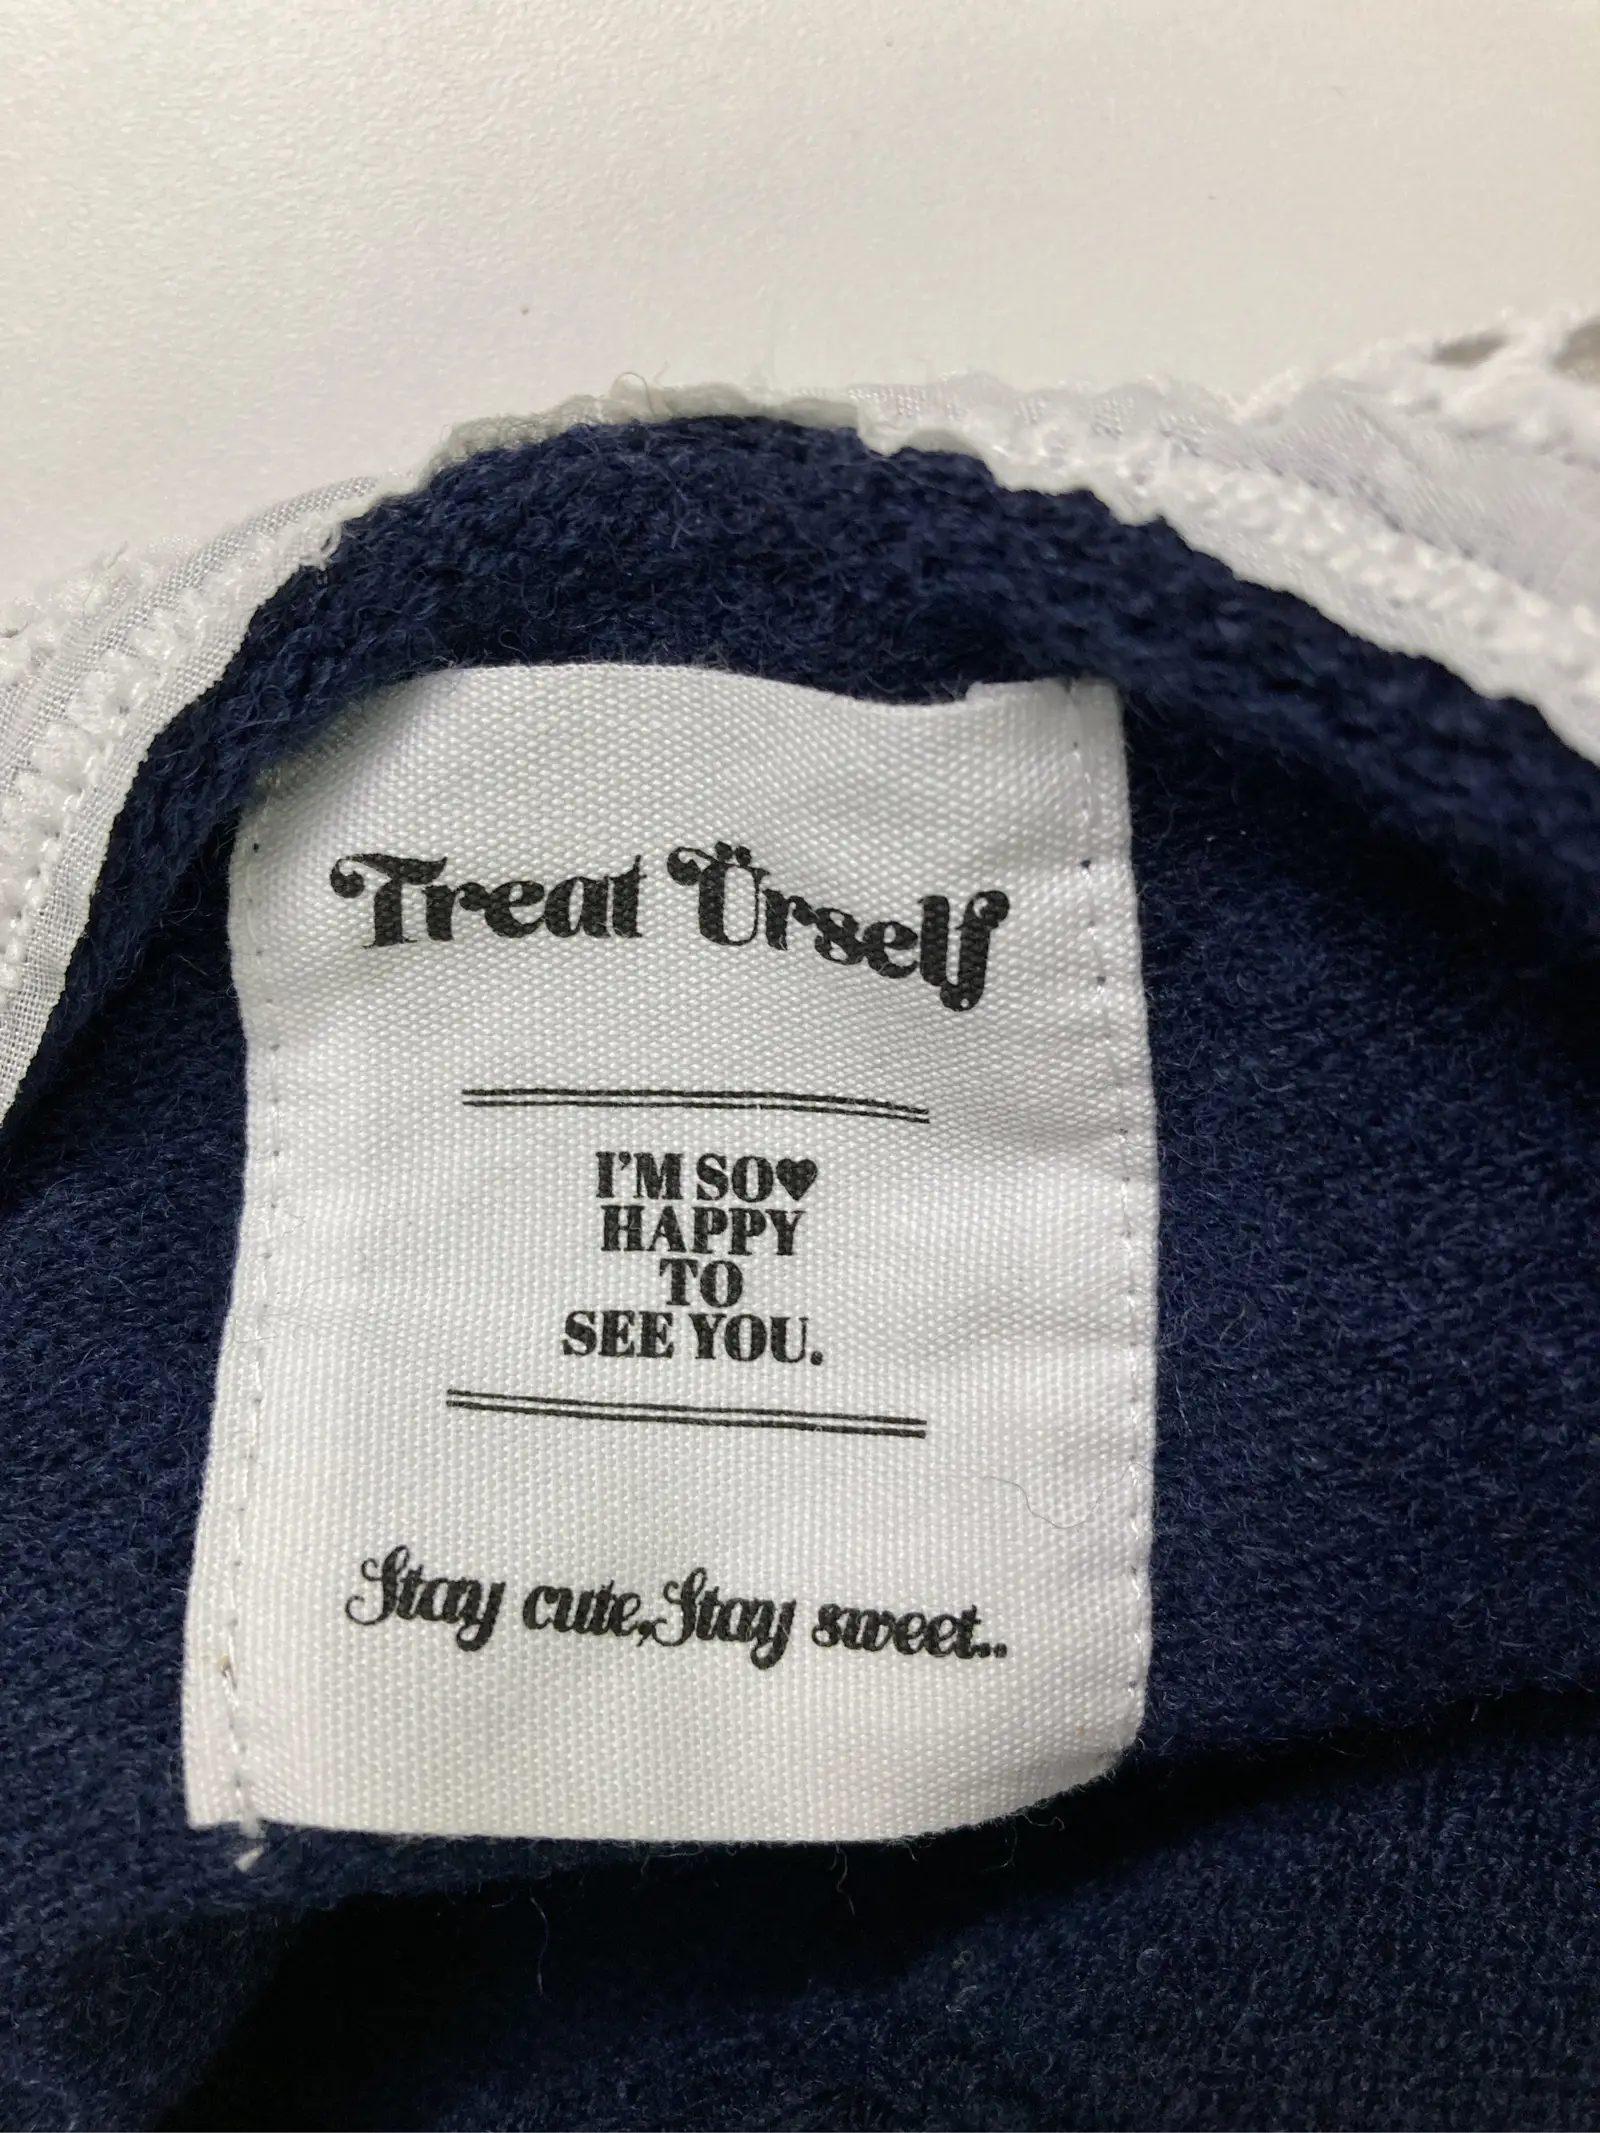 Treat Ürself
I'M SO♥
HAPPY
TO
SEE YOU.
Stay cute,Stay sweet..